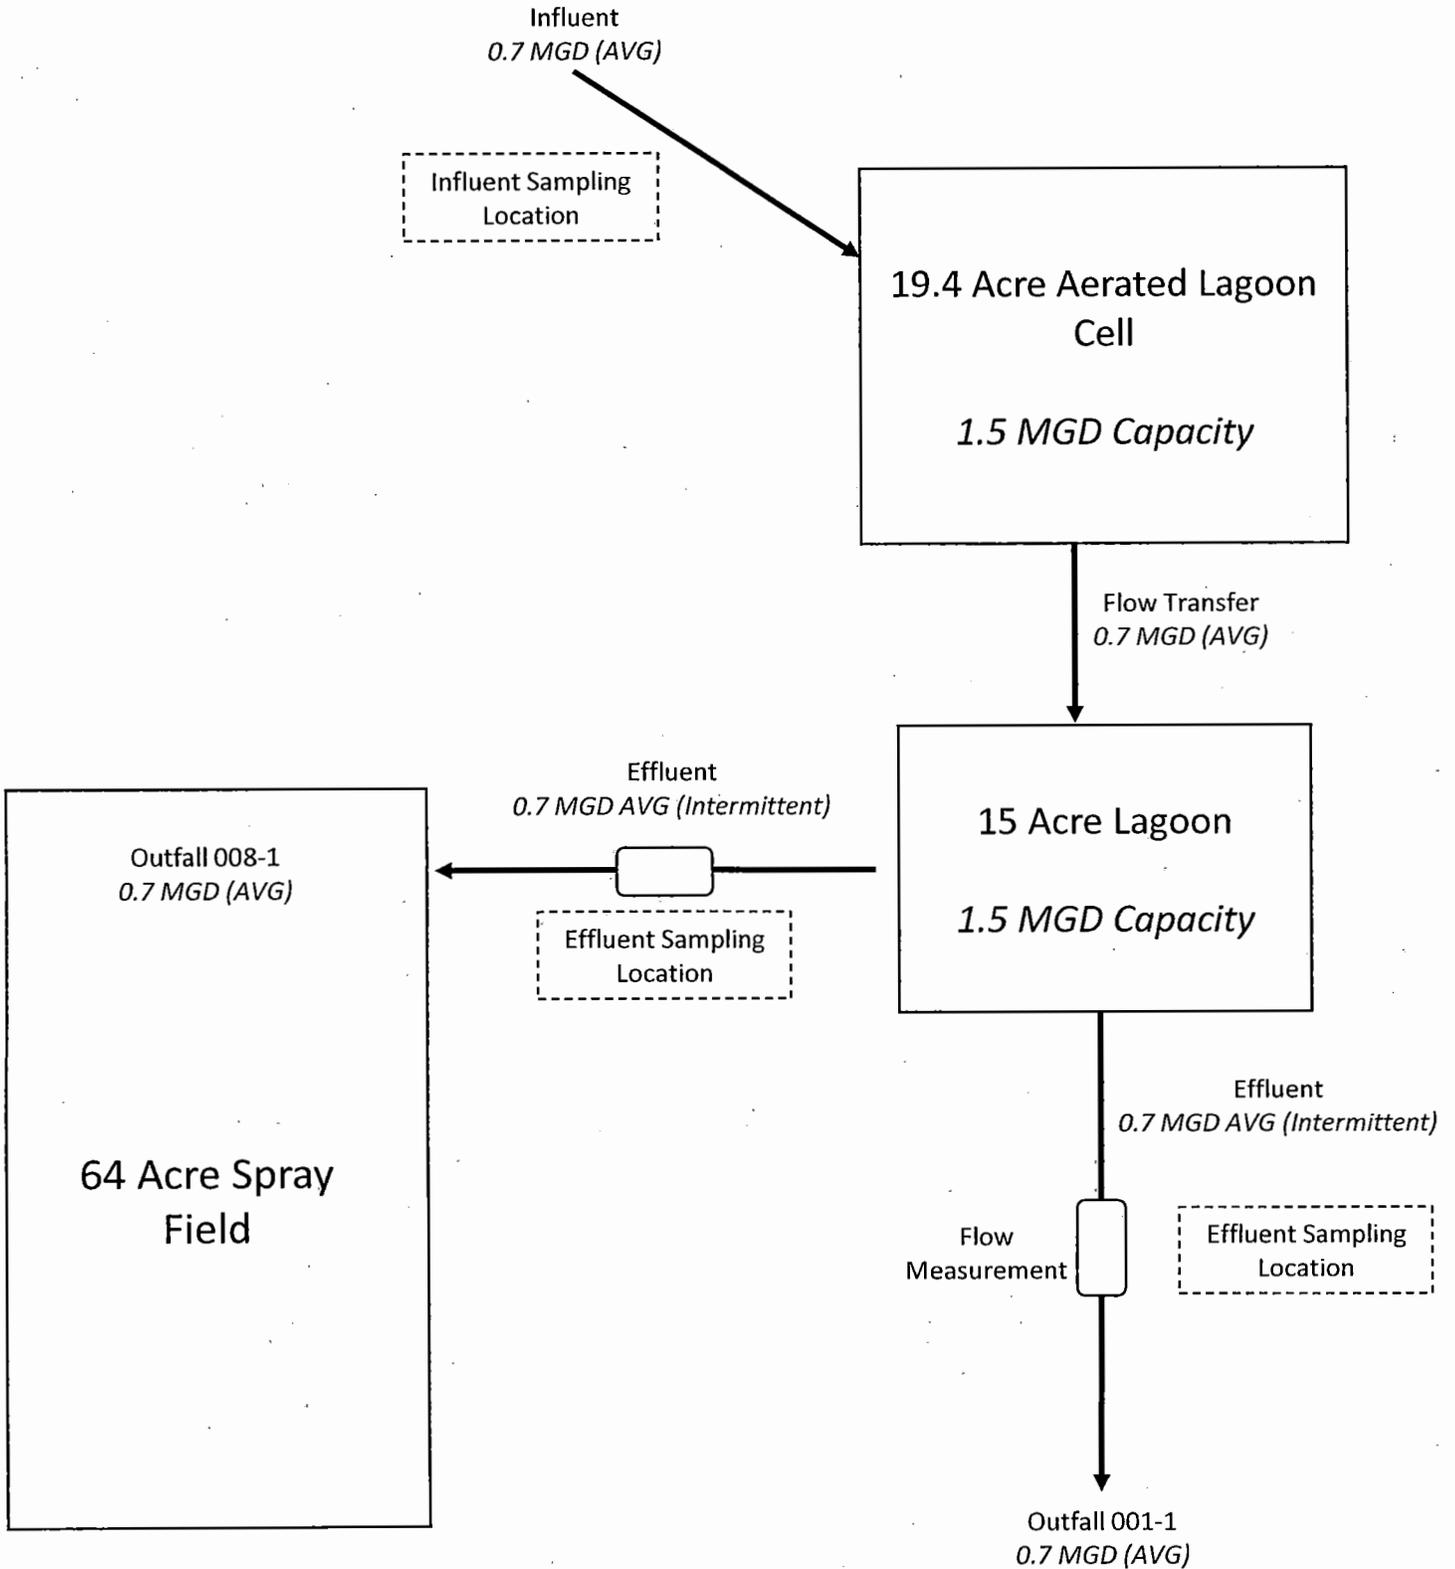 Influent
0.7 MGD (AVG)
Influent Sampling
Location
19.4 Acre Aerated Lagoon
Cell
1.5 MGD Capacity
Flow Transfer
0.7 MGD (AVG)
15 Acre Lagoon
1.5 MGD Capacity
Effluent
0.7 MGD AVG (Intermittent)
Effluent Sampling
Location
Outfall 008-1
0.7 MGD (AVG)
64 Acre Spray
Field
Effluent
0.7 MGD AVG (Intermittent)
Flow
Measurement
Effluent Sampling
Location
Outfall 001-1
0.7 MGD (AVG)